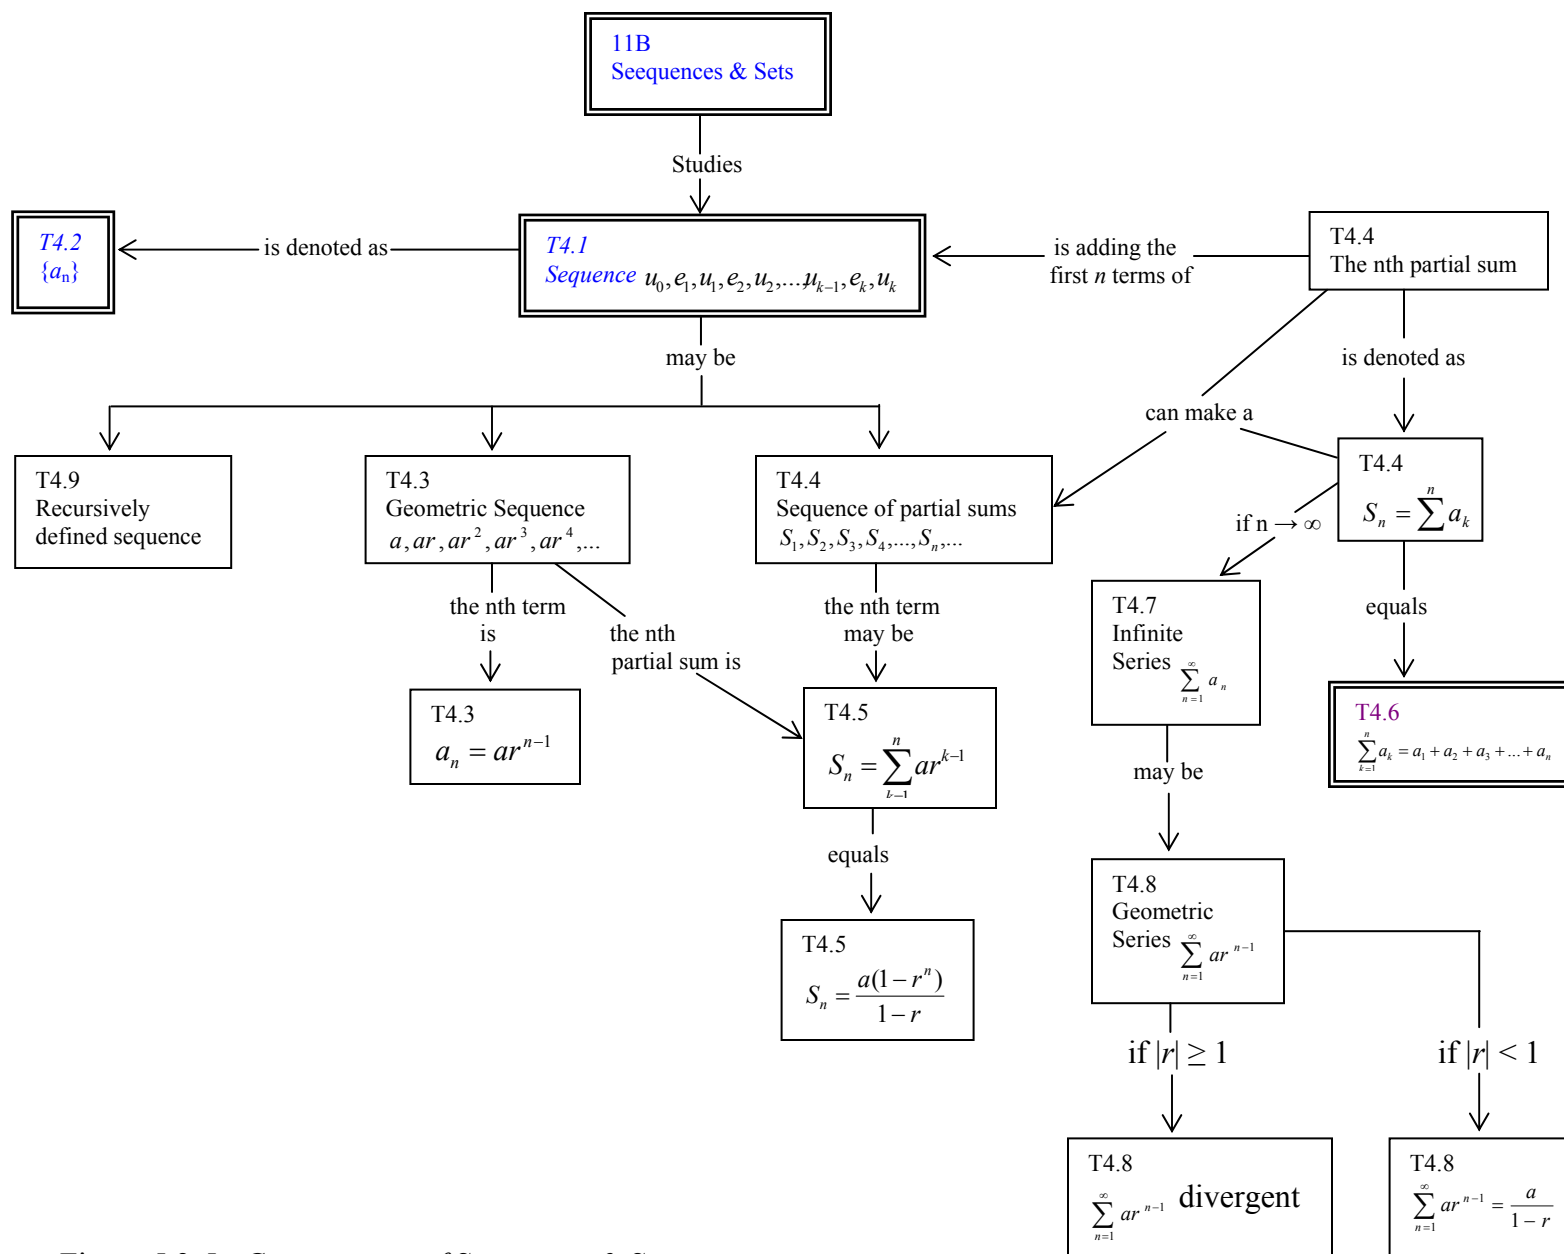 11B
Seequences & Sets
Studies
T4.2
{aₙ}
is denoted as
T4.1
Sequence u₀, e₁, u₁, e₂, u₂, ..., uₖ₋₁, eₖ, uₖ
is adding the
first n terms of
T4.4
The nth partial sum
may be
is denoted as
can make a
T4.9
Recursively
defined sequence
T4.3
Geometric Sequence
a, ar, ar², ar³, ar⁴, ...
T4.4
Sequence of partial sums
S₁, S₂, S₃, S₄, ..., Sₙ, ...
T4.4
Sₙ = ∑ⁿ aₖ
if n → ∞
the nth term
is
the nth
partial sum is
the nth term
may be
T4.7
Infinite
Series ∑_{n=1}^{∞} aₙ
equals
T4.3
aₙ = arⁿ⁻¹
T4.5
Sₙ = ∑_{k=1}^{n} arᵏ⁻¹
T4.6
∑_{k=1}^{n} aₖ = a₁ + a₂ + a₃ + ... + aₙ
may be
equals
T4.8
Geometric
Series ∑_{n=1}^{∞} arⁿ⁻¹
T4.5
Sₙ = a(1 − rⁿ) / (1 − r)
if |r| ≥ 1
if |r| < 1
T4.8
∑_{n=1}^{∞} arⁿ⁻¹ divergent
T4.8
∑_{n=1}^{∞} arⁿ⁻¹ = a / (1 − r)